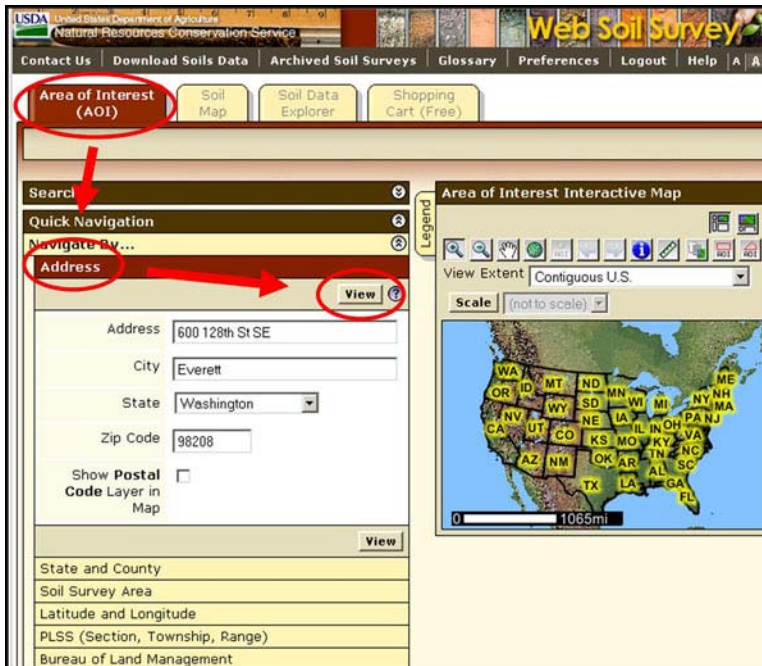 USDA United States Department of Agriculture
Natural Resources Conservation Service
Web Soil Survey
Contact Us Download Soils Data Archived Soil Surveys Glossary Preferences Logout Help A A
Area of Interest (AOI)
Soil Map
Soil Data Explorer
Shopping Cart (Free)
Search
Quick Navigation
Navigate By...
Address
View
Address 600 128th St SE
City Everett
State Washington
Zip Code 98208
Show Postal Code Layer in Map
View
State and County
Soil Survey Area
Latitude and Longitude
PLSS (Section, Township, Range)
Bureau of Land Management
Legend
Area of Interest Interactive Map
AOI AOI
View Extent Contiguous U.S.
Scale (not to scale)
WA
OR ID MT ND MN WI MI NY ME NH MA
NV WY SD IA PA NJ
CA UT CO NE IL IN OH VA
KS MO KY NC
AZ NM OK AR TN SC
TX LA AL GA
FL
0 1065mi